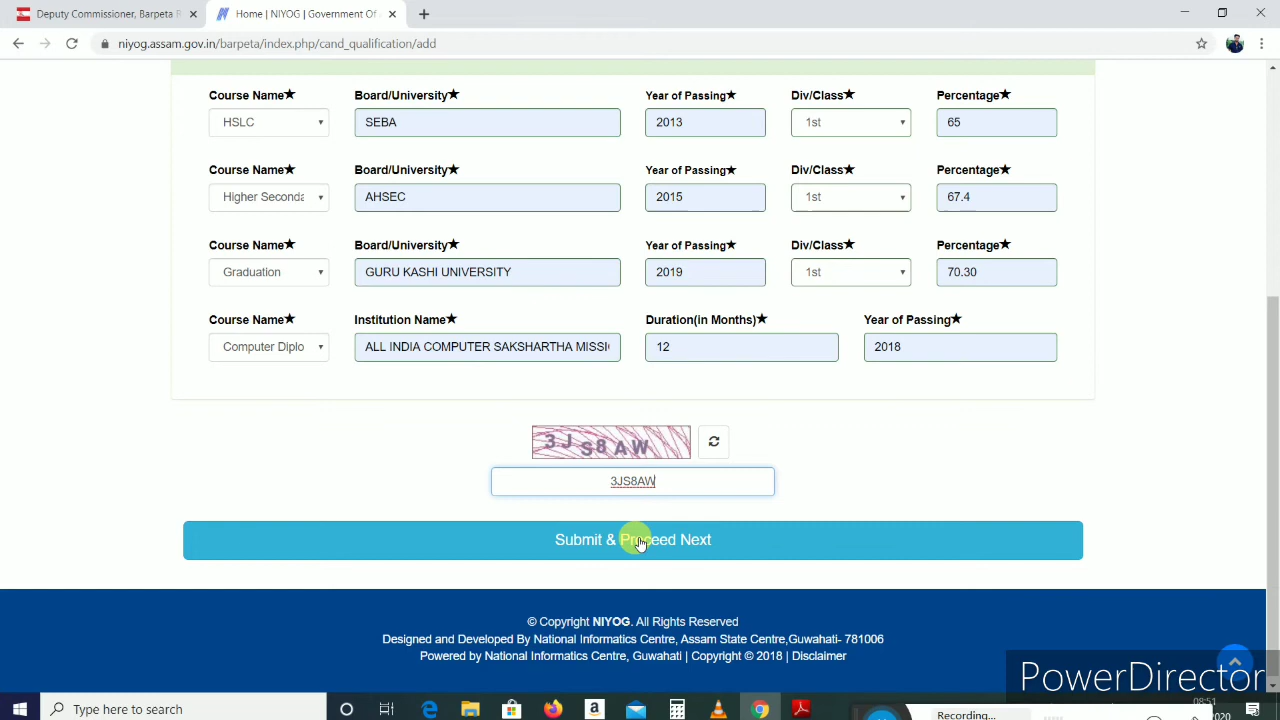 Deputy Commissioner, Barpeta R
Home | NIYOG | Government Of
niyog.assam.gov.in/barpeta/index.php/cand_qualification/add
Course Name★ Board/University★ Year of Passing★ Div/Class★ Percentage★
HSLC SEBA 2013 1st 65
Course Name★ Board/University★ Year of Passing★ Div/Class★ Percentage★
Higher Seconda AHSEC 2015 1st 67.4
Course Name★ Board/University★ Year of Passing★ Div/Class★ Percentage★
Graduation GURU KASHI UNIVERSITY 2019 1st 70.30
Course Name★ Institution Name★ Duration(in Months)★ Year of Passing★
Computer Diplo ALL INDIA COMPUTER SAKSHARTHA MISSI 12 2018
3JS8AW
3JS8AW
Submit & Proceed Next
© Copyright NIYOG. All Rights Reserved
Designed and Developed By National Informatics Centre, Assam State Centre,Guwahati- 781006
Powered by National Informatics Centre, Guwahati | Copyright © 2018 | Disclaimer
PowerDirector
Type here to search
Recording...